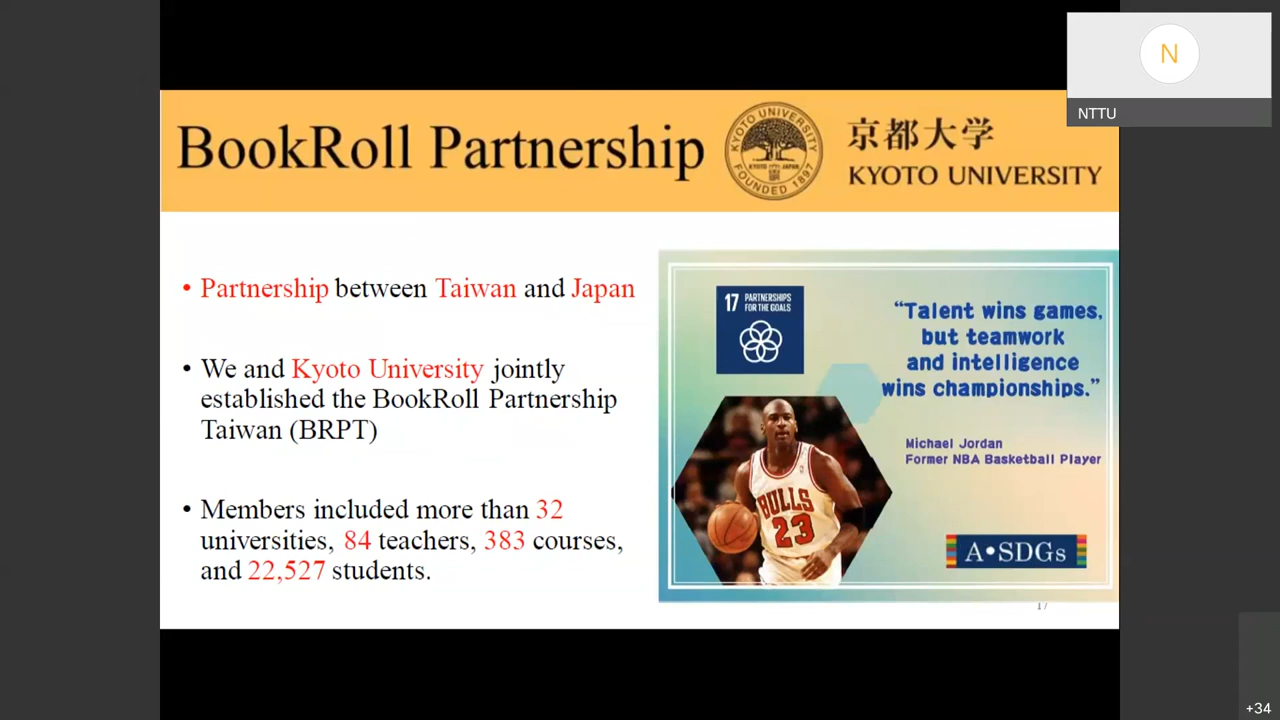 N
NTTU
BookRoll Partnership
KYOTO UNIVERSITY
KYOTO JAPAN
FOUNDED 1897
京都大学
KYOTO UNIVERSITY
• Partnership between Taiwan and Japan
• We and Kyoto University jointly
established the BookRoll Partnership
Taiwan (BRPT)
• Members included more than 32
universities, 84 teachers, 383 courses,
and 22,527 students.
17 PARTNERSHIPS
FOR THE GOALS
“Talent wins games,
but teamwork
and intelligence
wins championships.”
Michael Jordan
Former NBA Basketball Player
BULLS
23
A•SDGs
17
+34